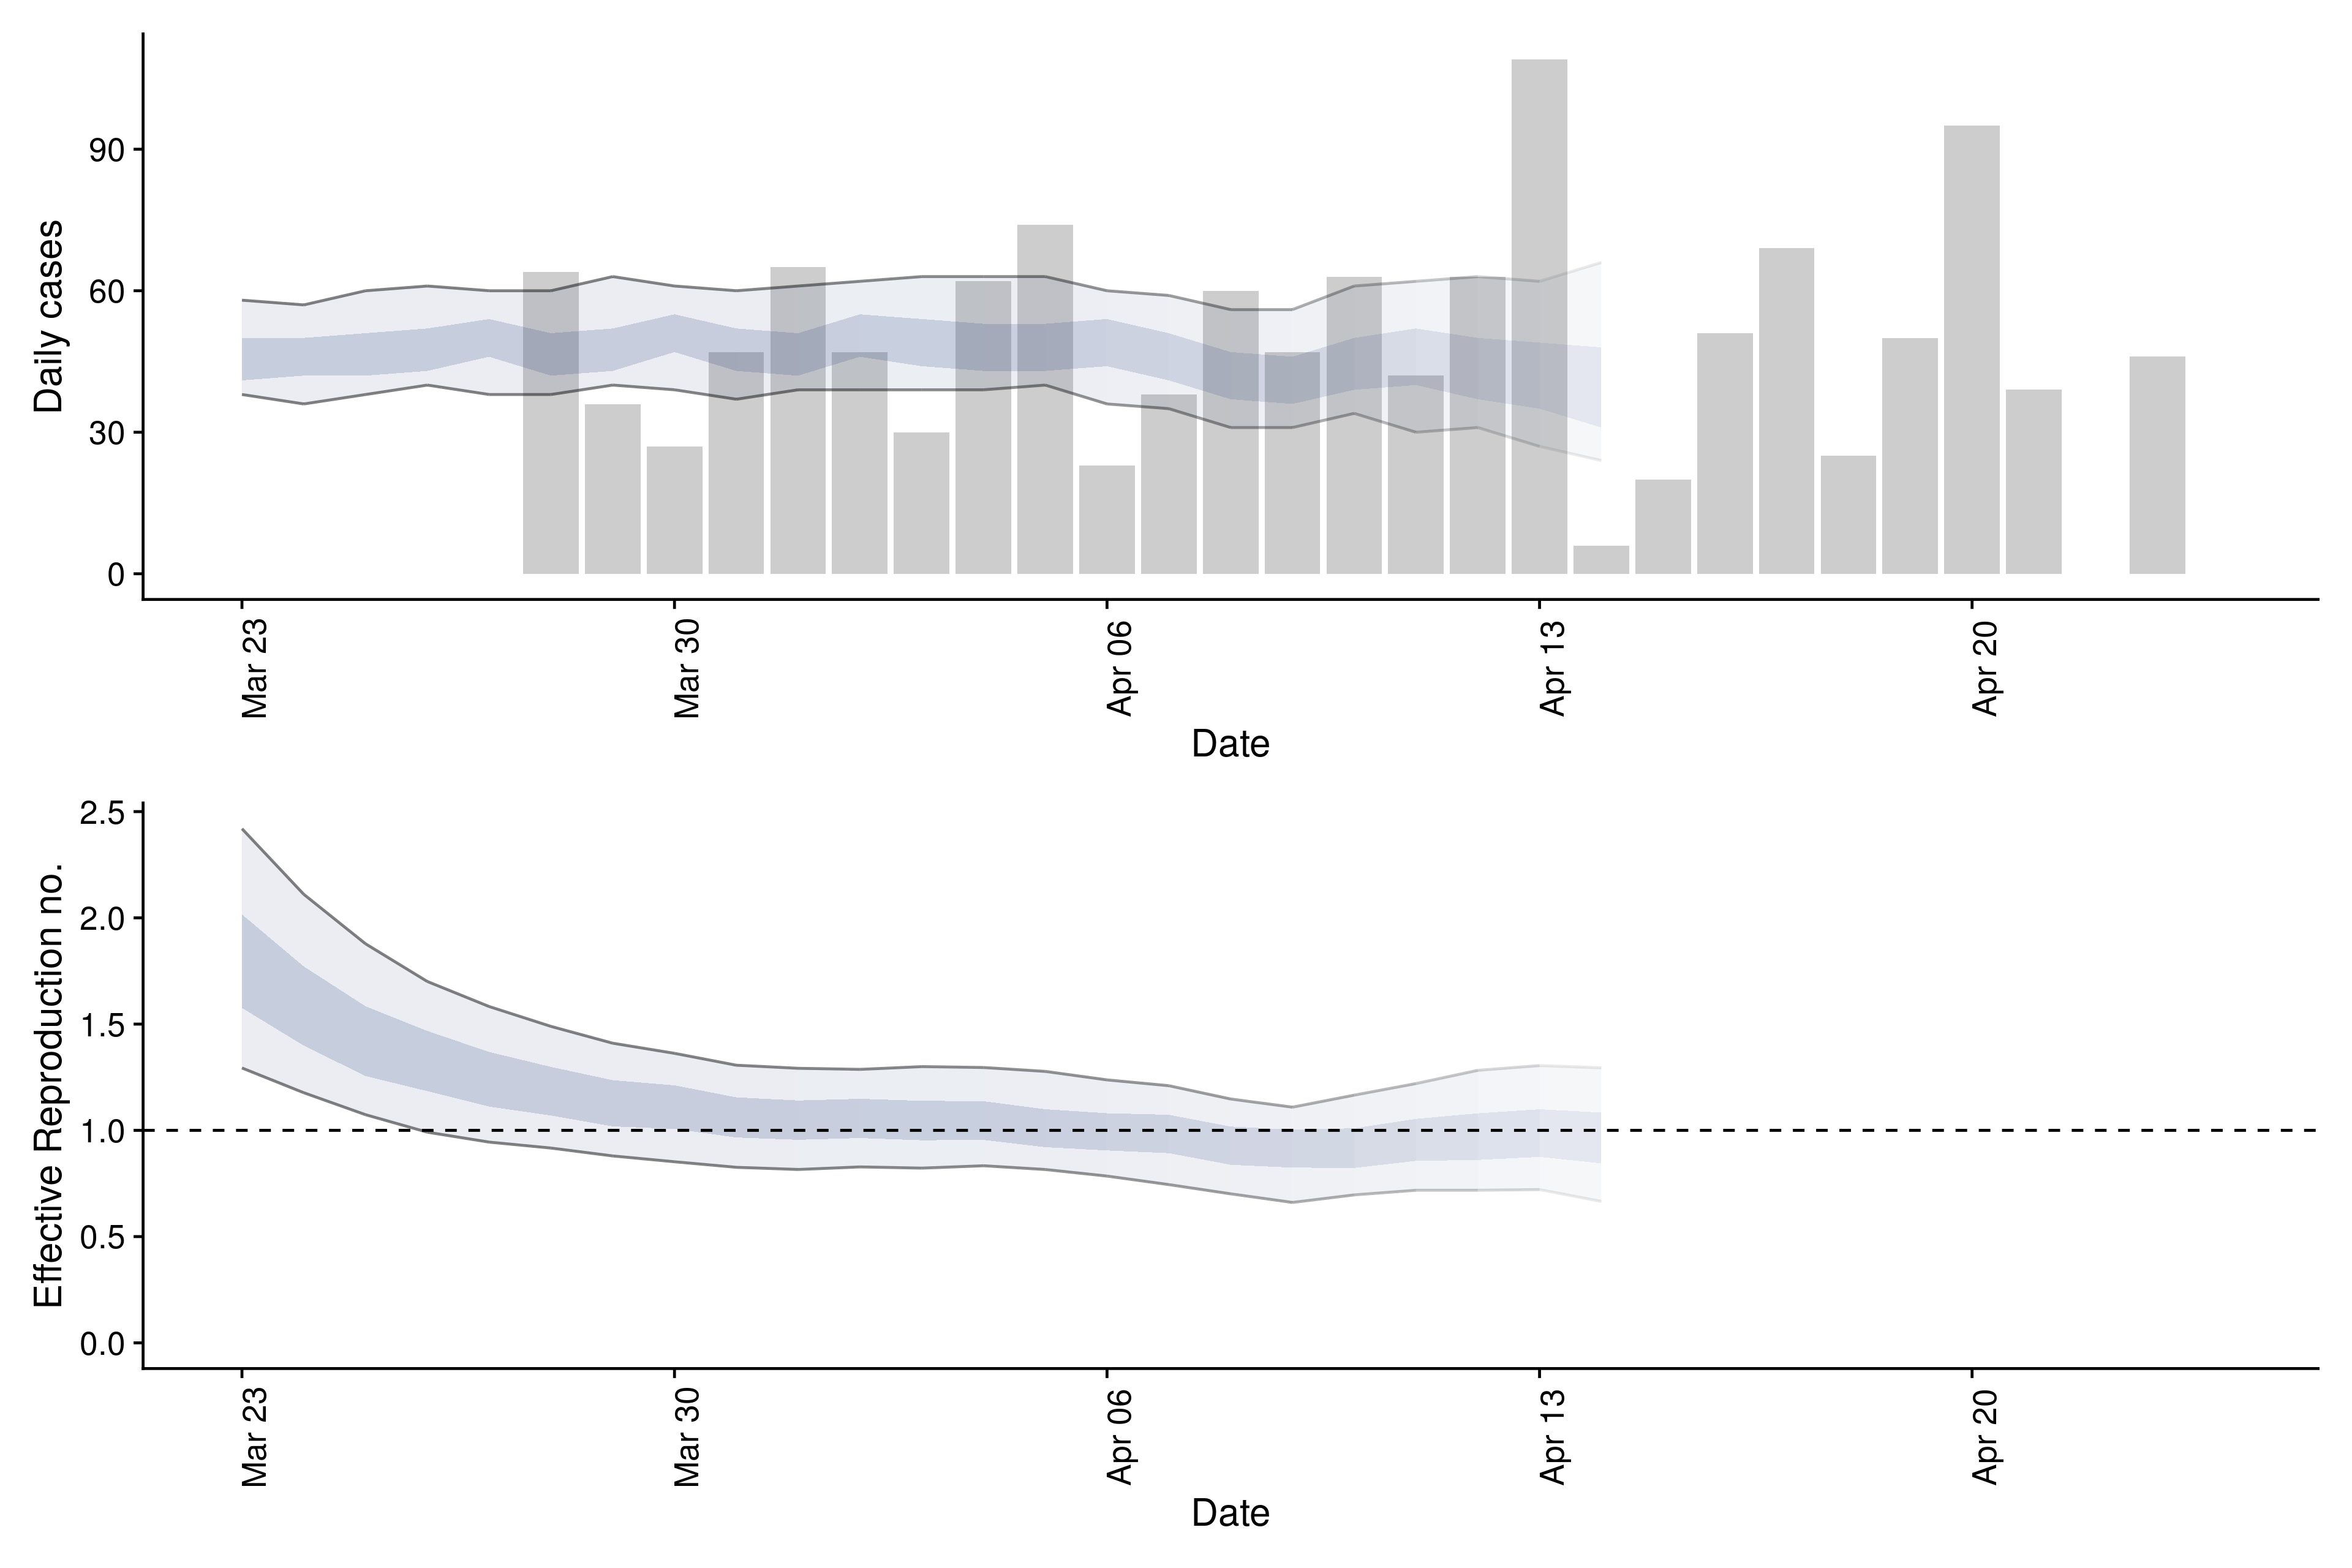 Daily cases
90
60
30
0
Mar 23
Mar 30
Apr 06
Apr 13
Apr 20
Date
Effective Reproduction no.
2.5
2.0
1.5
1.0
0.5
0.0
Mar 23
Mar 30
Apr 06
Apr 13
Apr 20
Date